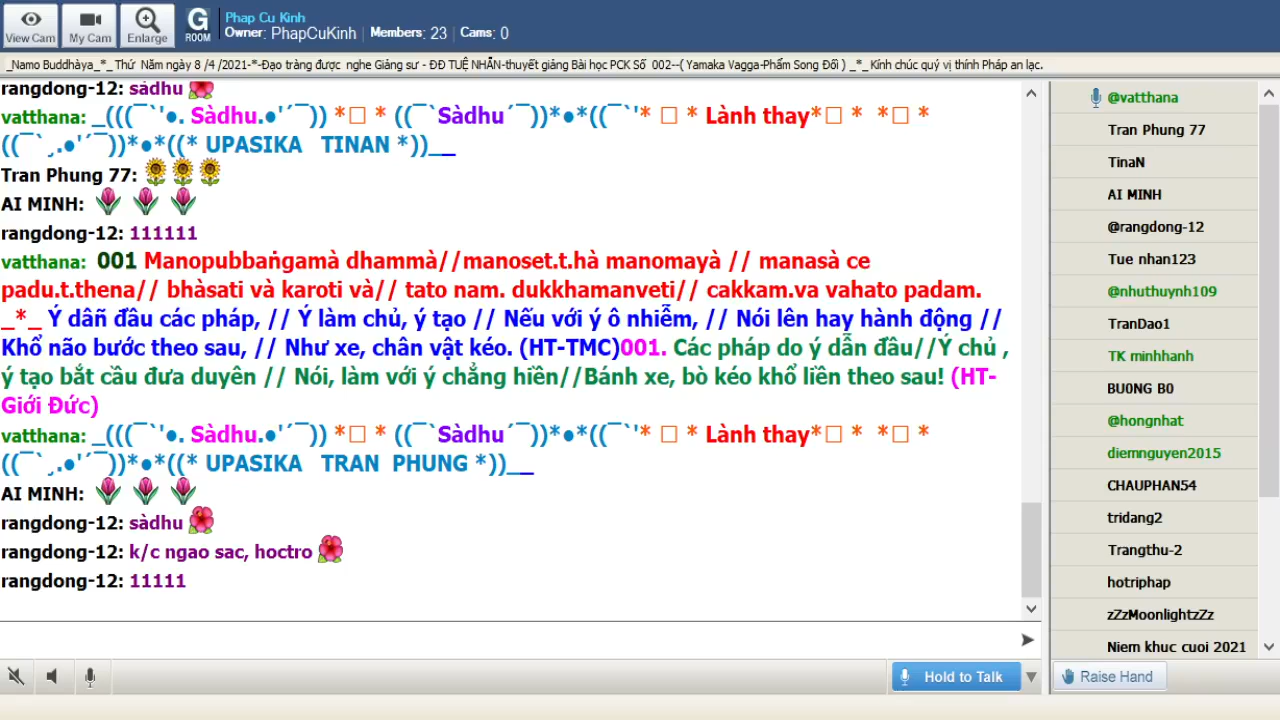 View Cam
My Cam
Enlarge
G
ROOM
Phap Cu Kinh
Owner: PhapCuKinh | Members: 23 | Cams: 0
_Namo Buddhàya_*_ Thứ Năm ngày 8 /4 /2021-*-Đạo tràng được nghe Giảng sư - ĐĐ TUỆ NHẪN-thuyết giảng Bài học PCK Số 002--( Yamaka Vagga-Phẩm Song Đối ) _*_ Kính chúc quý vị thính Pháp an lạc.
rangdong-12: sàdhu
vatthana: _(((¯`'●. Sàdhu.●'´¯)) *□ * ((¯`Sàdhu´¯))*●*((¯`'* □ * Lành thay*□ * *□ *
((¯`¸.●'´¯))*●*((* UPASIKA TINAN *))__
Tran Phung 77:
AI MINH:
rangdong-12: 111111
vatthana: 001 Manopubbaṅgamà dhammà//manoset.t.hà manomayà // manasà ce
padu.t.thena// bhàsati và karoti và// tato nam. dukkhamanveti// cakkam.va vahato padam.
_*_ Ý dẫn đầu các pháp, // Ý làm chủ, ý tạo // Nếu với ý ô nhiễm, // Nói lên hay hành động //
Khổ não bước theo sau, // Như xe, chân vật kéo. (HT-TMC)001. Các pháp do ý dẫn đầu//Ý chủ ,
ý tạo bắt cầu đưa duyên // Nói, làm với ý chẳng hiền//Bánh xe, bò kéo khổ liền theo sau! (HT-
Giới Đức)
vatthana: _(((¯`'●. Sàdhu.●'´¯)) *□ * ((¯`Sàdhu´¯))*●*((¯`'* □ * Lành thay*□ * *□ *
((¯`¸.●'´¯))*●*((* UPASIKA TRAN PHUNG *))__
AI MINH:
rangdong-12: sàdhu
rangdong-12: k/c ngao sac, hoctro
rangdong-12: 11111
@vatthana
Tran Phung 77
TinaN
AI MINH
@rangdong-12
Tue nhan123
@nhuthuynh109
TranDao1
TK minhhanh
BU0NG B0
@hongnhat
diemnguyen2015
CHAUPHAN54
tridang2
Trangthu-2
hotriphap
zZzMoonlightzZz
Niem khuc cuoi 2021
Hold to Talk
Raise Hand